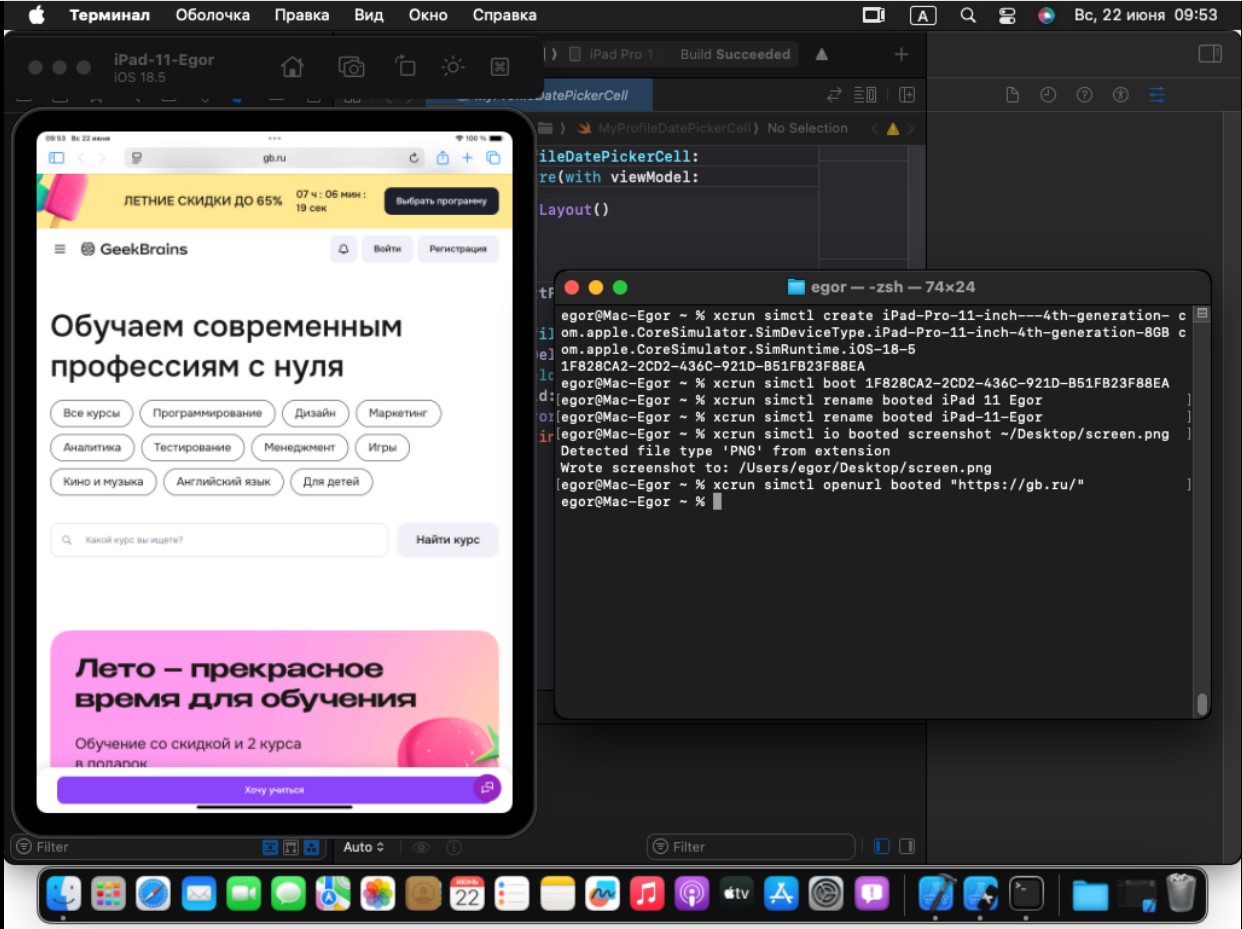 Терминал Оболочка Правка Вид Окно Справка
A
Вс, 22 июня 09:53
iPad-11-Egor
iOS 18.5
iPad Pro 1
Build Succeeded
DatePickerCell
MyProfileDatePickerCell
No Selection
ileDatePickerCell:
re(with viewModel:
Layout()
09:53 Вс 22 июня
100 %
gb.ru
ЛЕТНИЕ СКИДКИ ДО 65%
07 ч : 06 мин :
19 сек
Выбрать программу
GeekBrains
Войти
Регистрация
Обучаем современным
профессиям с нуля
Все курсы
Программирование
Дизайн
Маркетинг
Аналитика
Тестирование
Менеджмент
Игры
Кино и музыка
Английский язык
Для детей
Какой курс вы ищете?
Найти курс
Лето – прекрасное
время для обучения
Обучение со скидкой и 2 курса
в подарок
Хочу учиться
egor — -zsh — 74×24
egor@Mac-Egor ~ % xcrun simctl create iPad-Pro-11-inch---4th-generation- c
om.apple.CoreSimulator.SimDeviceType.iPad-Pro-11-inch-4th-generation-8GB c
om.apple.CoreSimulator.SimRuntime.iOS-18-5
1F828CA2-2CD2-436C-921D-B51FB23F88EA
egor@Mac-Egor ~ % xcrun simctl boot 1F828CA2-2CD2-436C-921D-B51FB23F88EA
[egor@Mac-Egor ~ % xcrun simctl rename booted iPad 11 Egor ]
[egor@Mac-Egor ~ % xcrun simctl rename booted iPad-11-Egor ]
[egor@Mac-Egor ~ % xcrun simctl io booted screenshot ~/Desktop/screen.png ]
Detected file type 'PNG' from extension
Wrote screenshot to: /Users/egor/Desktop/screen.png
[egor@Mac-Egor ~ % xcrun simctl openurl booted "https://gb.ru/" ]
egor@Mac-Egor ~ %
Filter
Auto
Filter
ИЮНЬ
22
tv